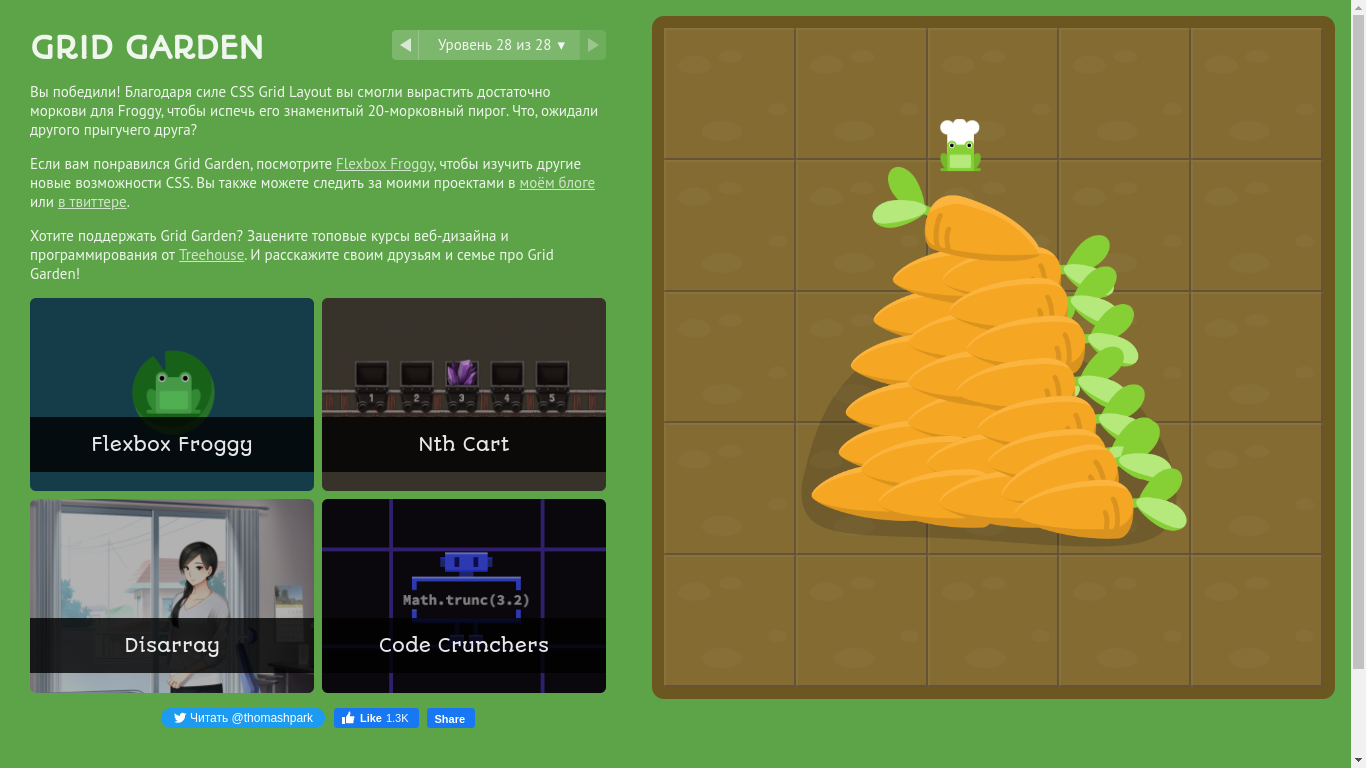 GRID GARDEN
Уровень 28 из 28 ▼
Вы победили! Благодаря силе CSS Grid Layout вы смогли вырастить достаточно
моркови для Froggy, чтобы испечь его знаменитый 20-морковный пирог. Что, ожидали
другого прыгучего друга?
Если вам понравился Grid Garden, посмотрите Flexbox Froggy, чтобы изучить другие
новые возможности CSS. Вы также можете следить за моими проектами в моём блоге
или в твиттере.
Хотите поддержать Grid Garden? Зацените топовые курсы веб-дизайна и
программирования от Treehouse. И расскажите своим друзьям и семье про Grid
Garden!
1 2 3 4 5
Flexbox Froggy
Nth Cart
Math.trunc(3.2)
Disarray
Code Crunchers
Читать @thomashpark
Like 1.3K
Share